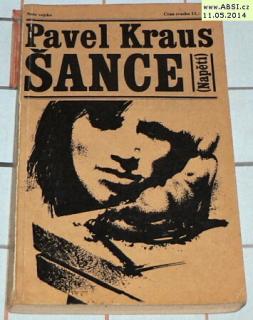 www.ABSI.cz
11.05.2014
Pavel Kraus
ŠANCE
(Napětí)